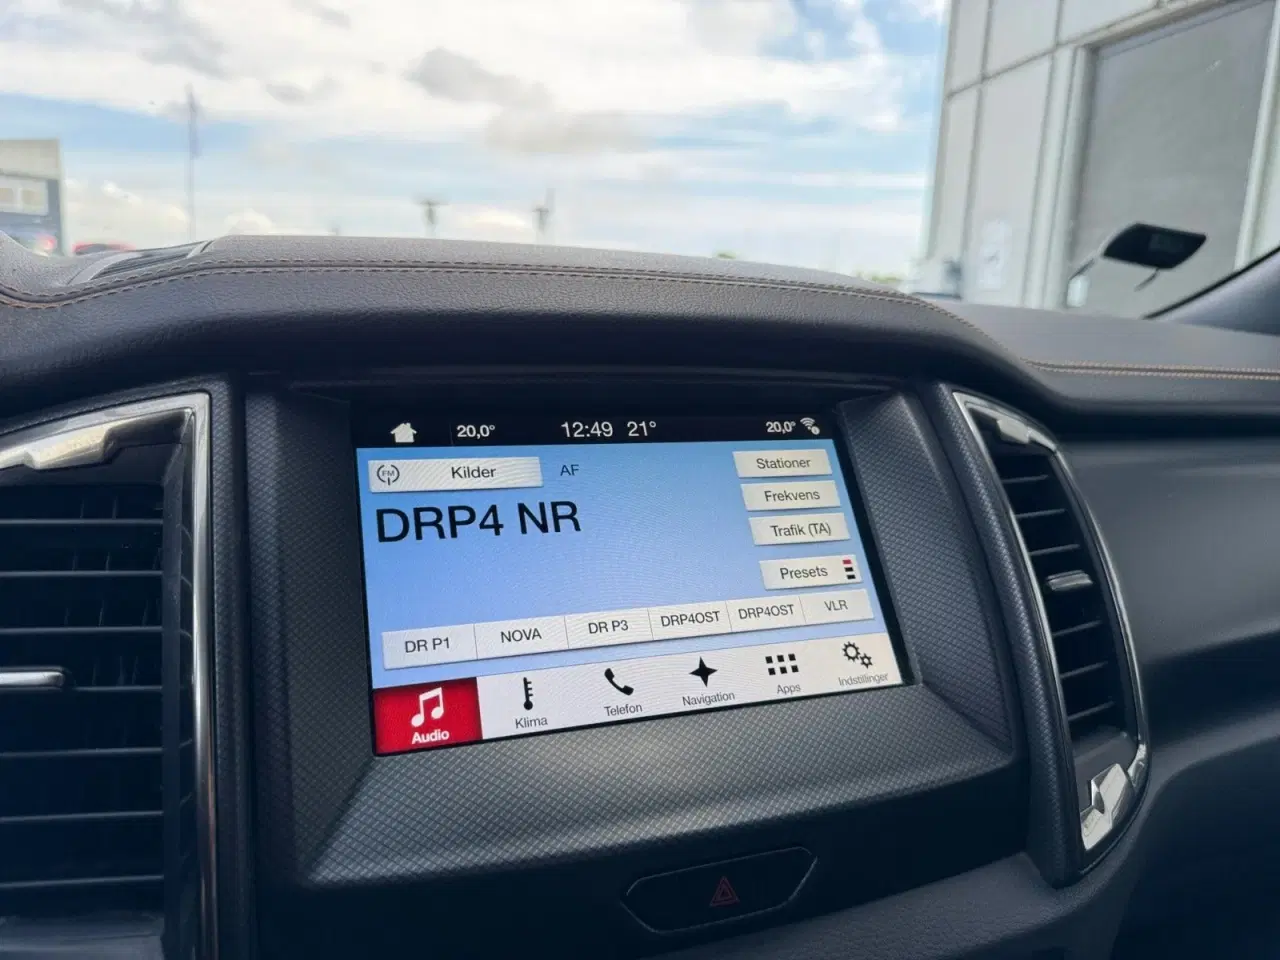 20,0° 12:49 21° 20,0°
FM Kilder AF Stationer
DRP4 NR
Frekvens
Trafik (TA)
Presets
DR P1 NOVA DR P3 DRP4OST DRP4OST VLR
Audio Klima Telefon Navigation Apps Indstillinger